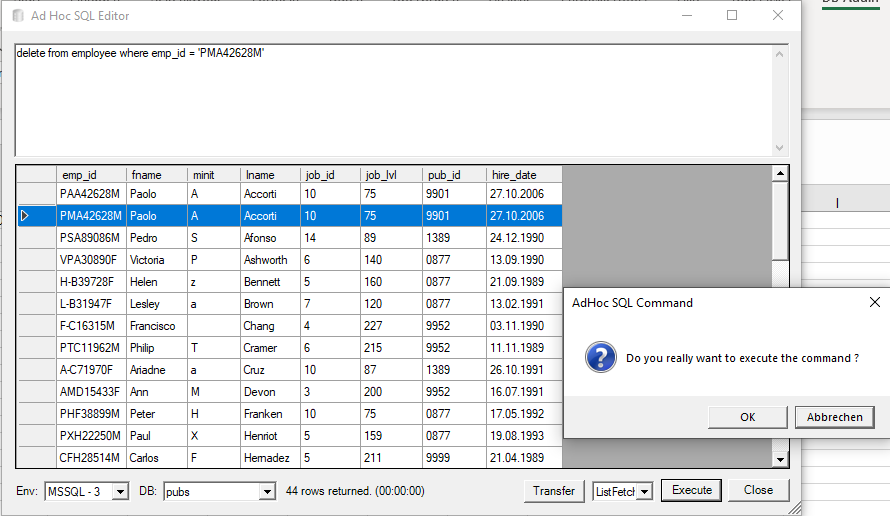 Ad Hoc SQL Editor
delete from employee where emp_id = 'PMA42628M'
emp_id fname minit lname job_id job_lvl pub_id hire_date
PAA42628M Paolo A Accorti 10 75 9901 27.10.2006
PMA42628M Paolo A Accorti 10 75 9901 27.10.2006
PSA89086M Pedro S Afonso 14 89 1389 24.12.1990
VPA30890F Victoria P Ashworth 6 140 0877 13.09.1990
H-B39728F Helen z Bennett 5 160 0877 21.09.1989
L-B31947F Lesley a Brown 7 120 0877 13.02.1991
F-C16315M Francisco Chang 4 227 9952 03.11.1990
PTC11962M Philip T Cramer 6 215 9952 11.11.1989
A-C71970F Ariadne a Cruz 10 87 1389 26.10.1991
AMD15433F Ann M Devon 3 200 9952 16.07.1991
PHF38899M Peter H Franken 10 75 0877 17.05.1992
PXH22250M Paul X Henriot 5 159 0877 19.08.1993
CFH28514M Carlos F Hernadez 5 211 9999 21.04.1989
I
AdHoc SQL Command
Do you really want to execute the command ?
OK Abbrechen
Env: MSSQL - 3 DB: pubs 44 rows returned. (00:00:00) Transfer ListFetch Execute Close